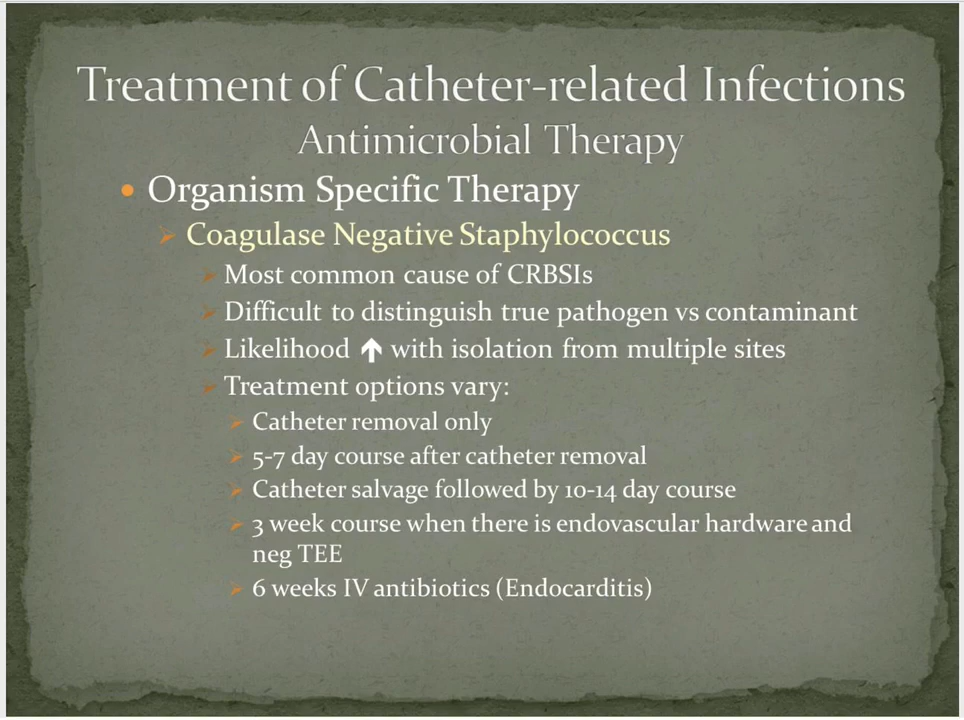 Treatment of Catheter-related Infections
Antimicrobial Therapy
• Organism Specific Therapy
➢ Coagulase Negative Staphylococcus
➢ Most common cause of CRBSIs
➢ Difficult to distinguish true pathogen vs contaminant
➢ Likelihood 🡅 with isolation from multiple sites
➢ Treatment options vary:
➢ Catheter removal only
➢ 5-7 day course after catheter removal
➢ Catheter salvage followed by 10-14 day course
➢ 3 week course when there is endovascular hardware and
neg TEE
➢ 6 weeks IV antibiotics (Endocarditis)